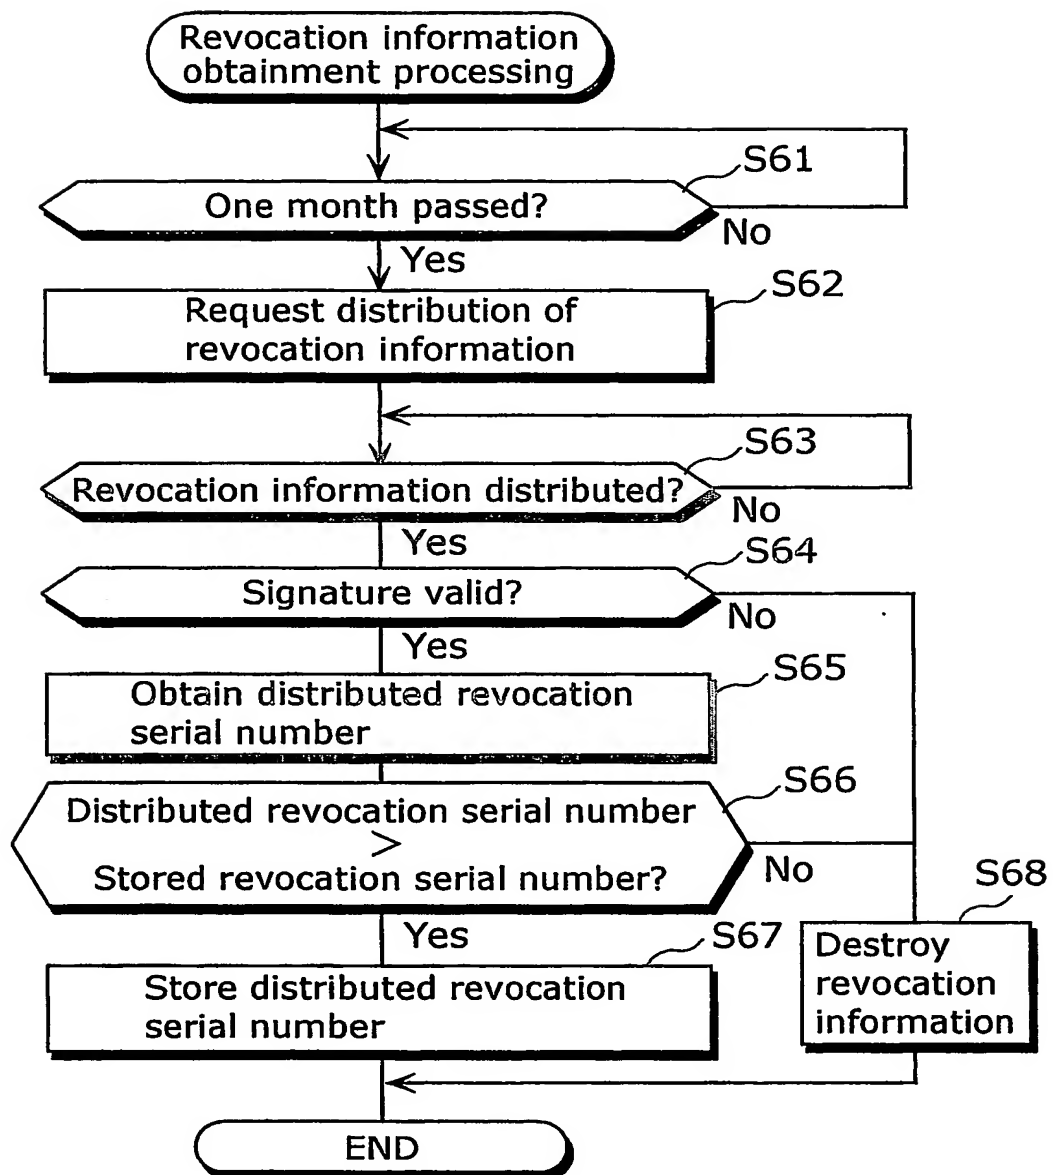 Revocation information
obtainment processing
S61
One month passed?
No
Yes
S62
Request distribution of
revocation information
S63
Revocation information distributed?
No
Yes
S64
Signature valid?
No
Yes
S65
Obtain distributed revocation
serial number
S66
Distributed revocation serial number
>
Stored revocation serial number?
No
S68
Yes
S67
Destroy
revocation
information
Store distributed revocation
serial number
END